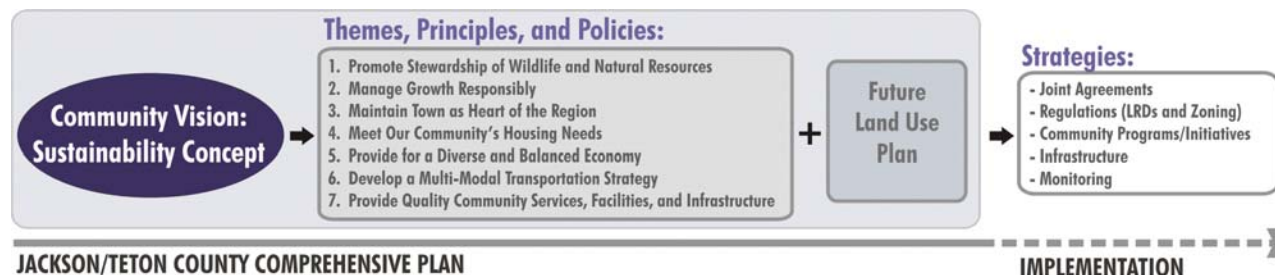 Themes, Principles, and Policies:
Community Vision:
Sustainability Concept
1. Promote Stewardship of Wildlife and Natural Resources
2. Manage Growth Responsibly
3. Maintain Town as Heart of the Region
4. Meet Our Community's Housing Needs
5. Provide for a Diverse and Balanced Economy
6. Develop a Multi-Modal Transportation Strategy
7. Provide Quality Community Services, Facilities, and Infrastructure
+
Future
Land Use
Plan
Strategies:
- Joint Agreements
- Regulations (LRDs and Zoning)
- Community Programs/Initiatives
- Infrastructure
- Monitoring
JACKSON/TETON COUNTY COMPREHENSIVE PLAN
IMPLEMENTATION